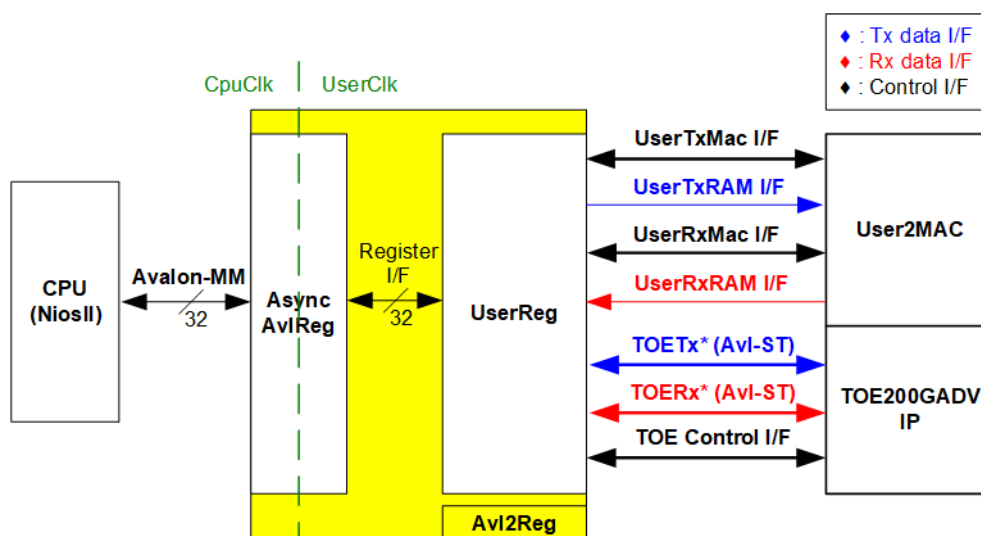 ♦ : Tx data I/F
♦ : Rx data I/F
♦ : Control I/F
CpuClk
UserClk
CPU
(NiosII)
Avalon-MM
32
Async
AvlReg
Register
I/F
32
UserReg
Avl2Reg
UserTxMac I/F
UserTxRAM I/F
UserRxMac I/F
UserRxRAM I/F
TOETx* (Avl-ST)
TOERx* (Avl-ST)
TOE Control I/F
User2MAC
TOE200GADV
IP